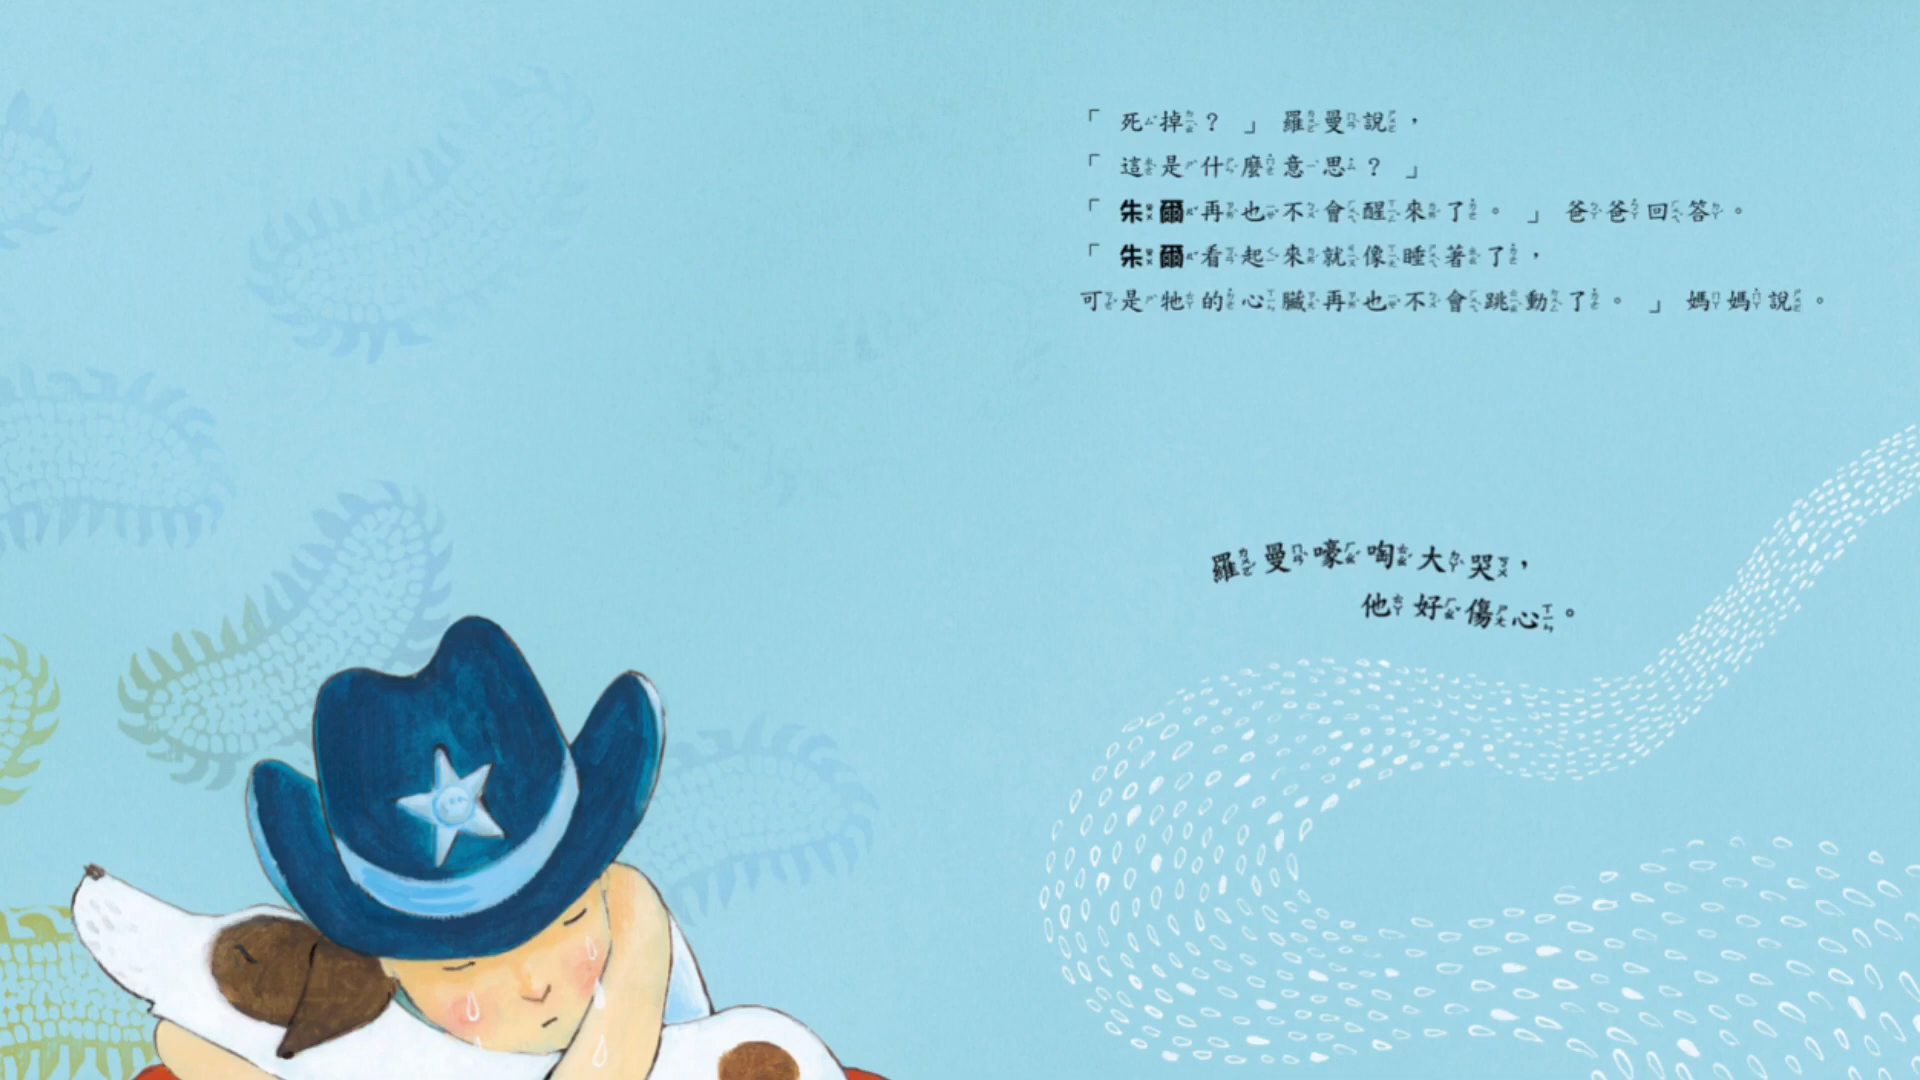 「死掉？」羅曼說，
「這是什麼意思？」
「朱爾再也不會醒來了。」爸爸回答。
「朱爾看起來就像睡著了，
可是牠的心臟再也不會跳動了。」媽媽說。
羅曼嚎啕大哭，
他好傷心。